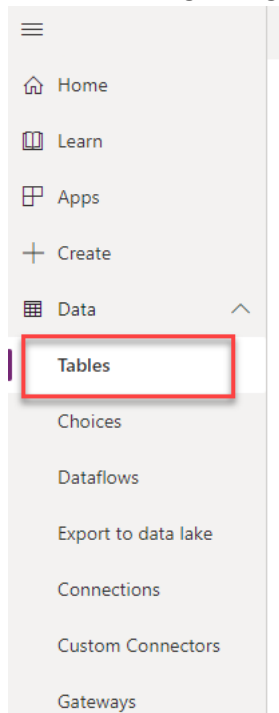 Home
Learn
Apps
Create
Data
Tables
Choices
Dataflows
Export to data lake
Connections
Custom Connectors
Gateways